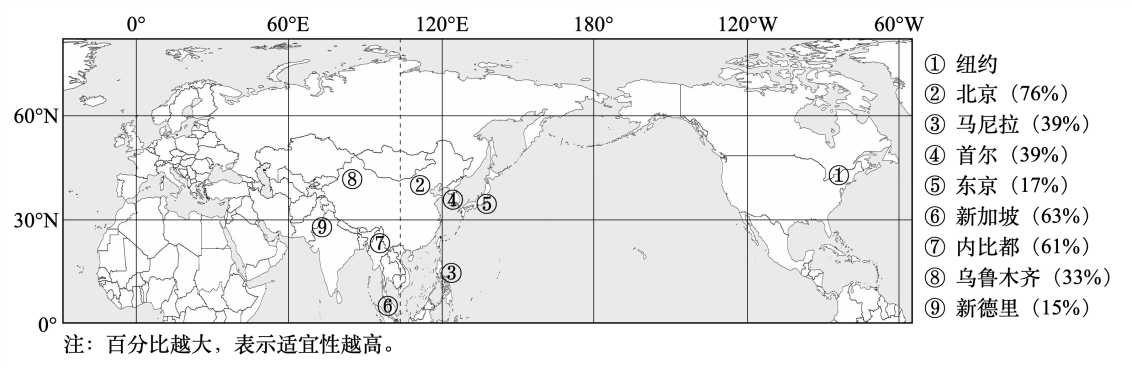 0° 60°E 120°E 180° 120°W 60°W
60°N
30°N
0°
① ② ③ ④ ⑤ ⑥ ⑦ ⑧ ⑨
① 纽约
② 北京（76%）
③ 马尼拉（39%）
④ 首尔（39%）
⑤ 东京（17%）
⑥ 新加坡（63%）
⑦ 内比都（61%）
⑧ 乌鲁木齐（33%）
⑨ 新德里（15%）
注：百分比越大，表示适宜性越高。